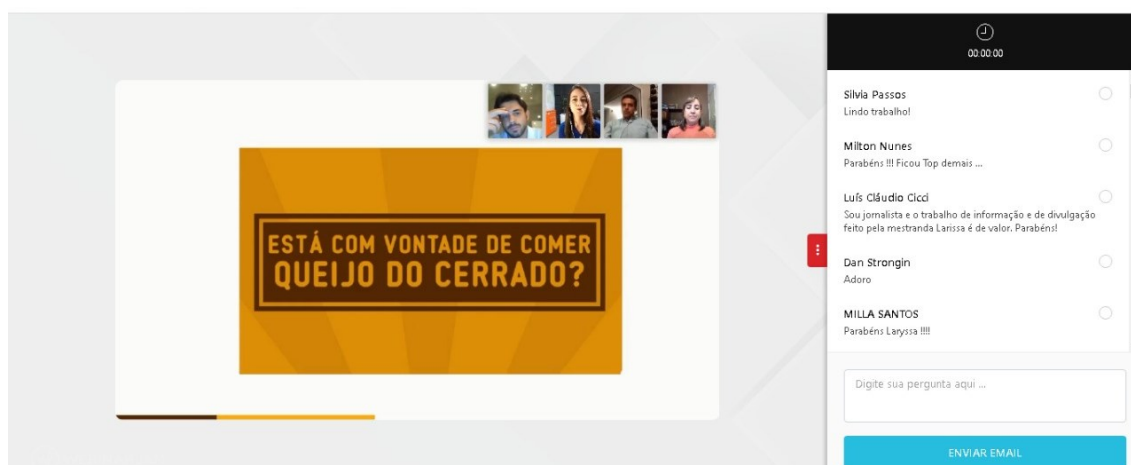 ESTÁ COM VONTADE DE COMER
QUEIJO DO CERRADO?
00:00:00
Silvia Passos
Lindo trabalho!
Milton Nunes
Parabéns !!! Ficou Top demais ...
Luís Cláudio Cicci
Sou jornalista e o trabalho de informação e de divulgação
feito pela mestranda Larissa é de valor. Parabéns!
Dan Strongin
Adoro
MILLA SANTOS
Parabéns Laryssa !!!!
Digite sua pergunta aqui ...
ENVIAR EMAIL